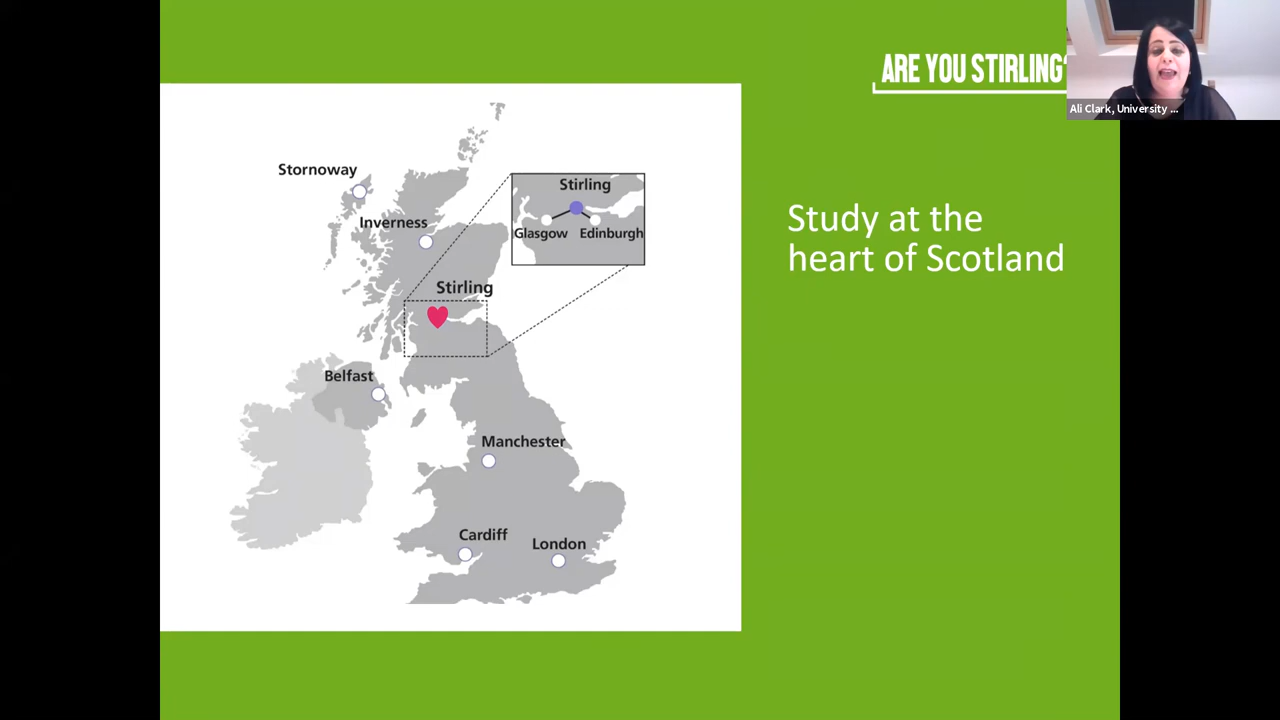 ARE YOU STIRLING?
Ali Clark, University ...
Study at the
heart of Scotland
Stornoway
Inverness
Stirling
Glasgow
Edinburgh
Stirling
Belfast
Manchester
Cardiff
London